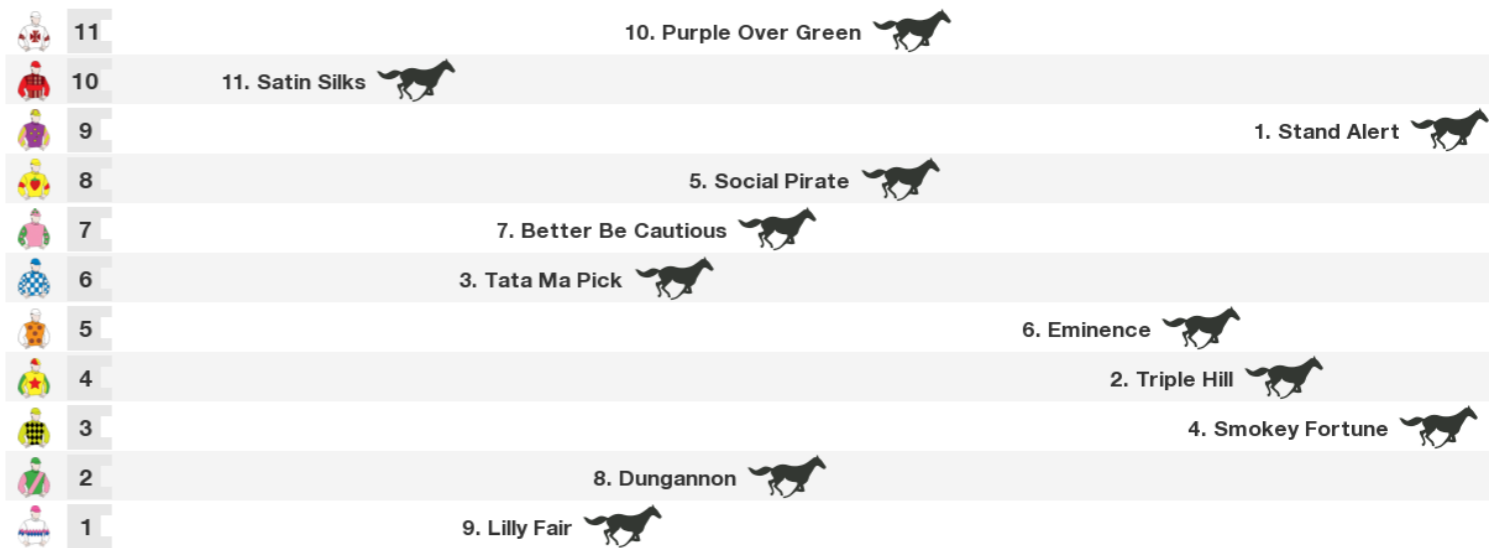 11 10. Purple Over Green
10 11. Satin Silks
9 1. Stand Alert
8 5. Social Pirate
7 7. Better Be Cautious
6 3. Tata Ma Pick
5 6. Eminence
4 2. Triple Hill
3 4. Smokey Fortune
2 8. Dungannon
1 9. Lilly Fair